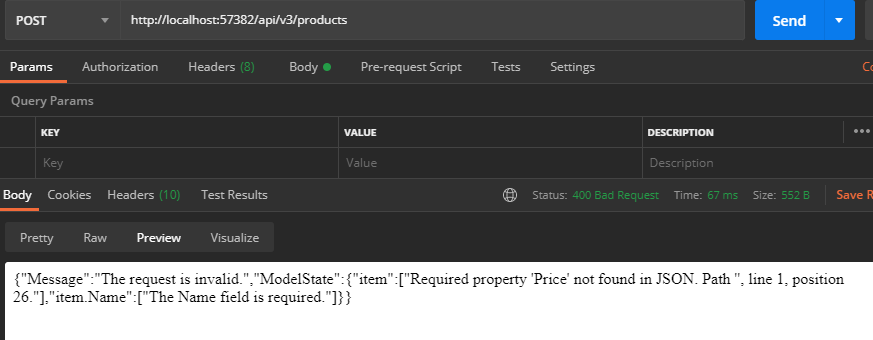 POST http://localhost:57382/api/v3/products Send
Params Authorization Headers (8) Body Pre-request Script Tests Settings
Query Params
KEY VALUE DESCRIPTION
Key Value Description
Body Cookies Headers (10) Test Results Status: 400 Bad Request Time: 67 ms Size: 552 B Save R
Pretty Raw Preview Visualize
{"Message":"The request is invalid.","ModelState":{"item":["Required property 'Price' not found in JSON. Path '', line 1, position
26."],"item.Name":["The Name field is required."]}}